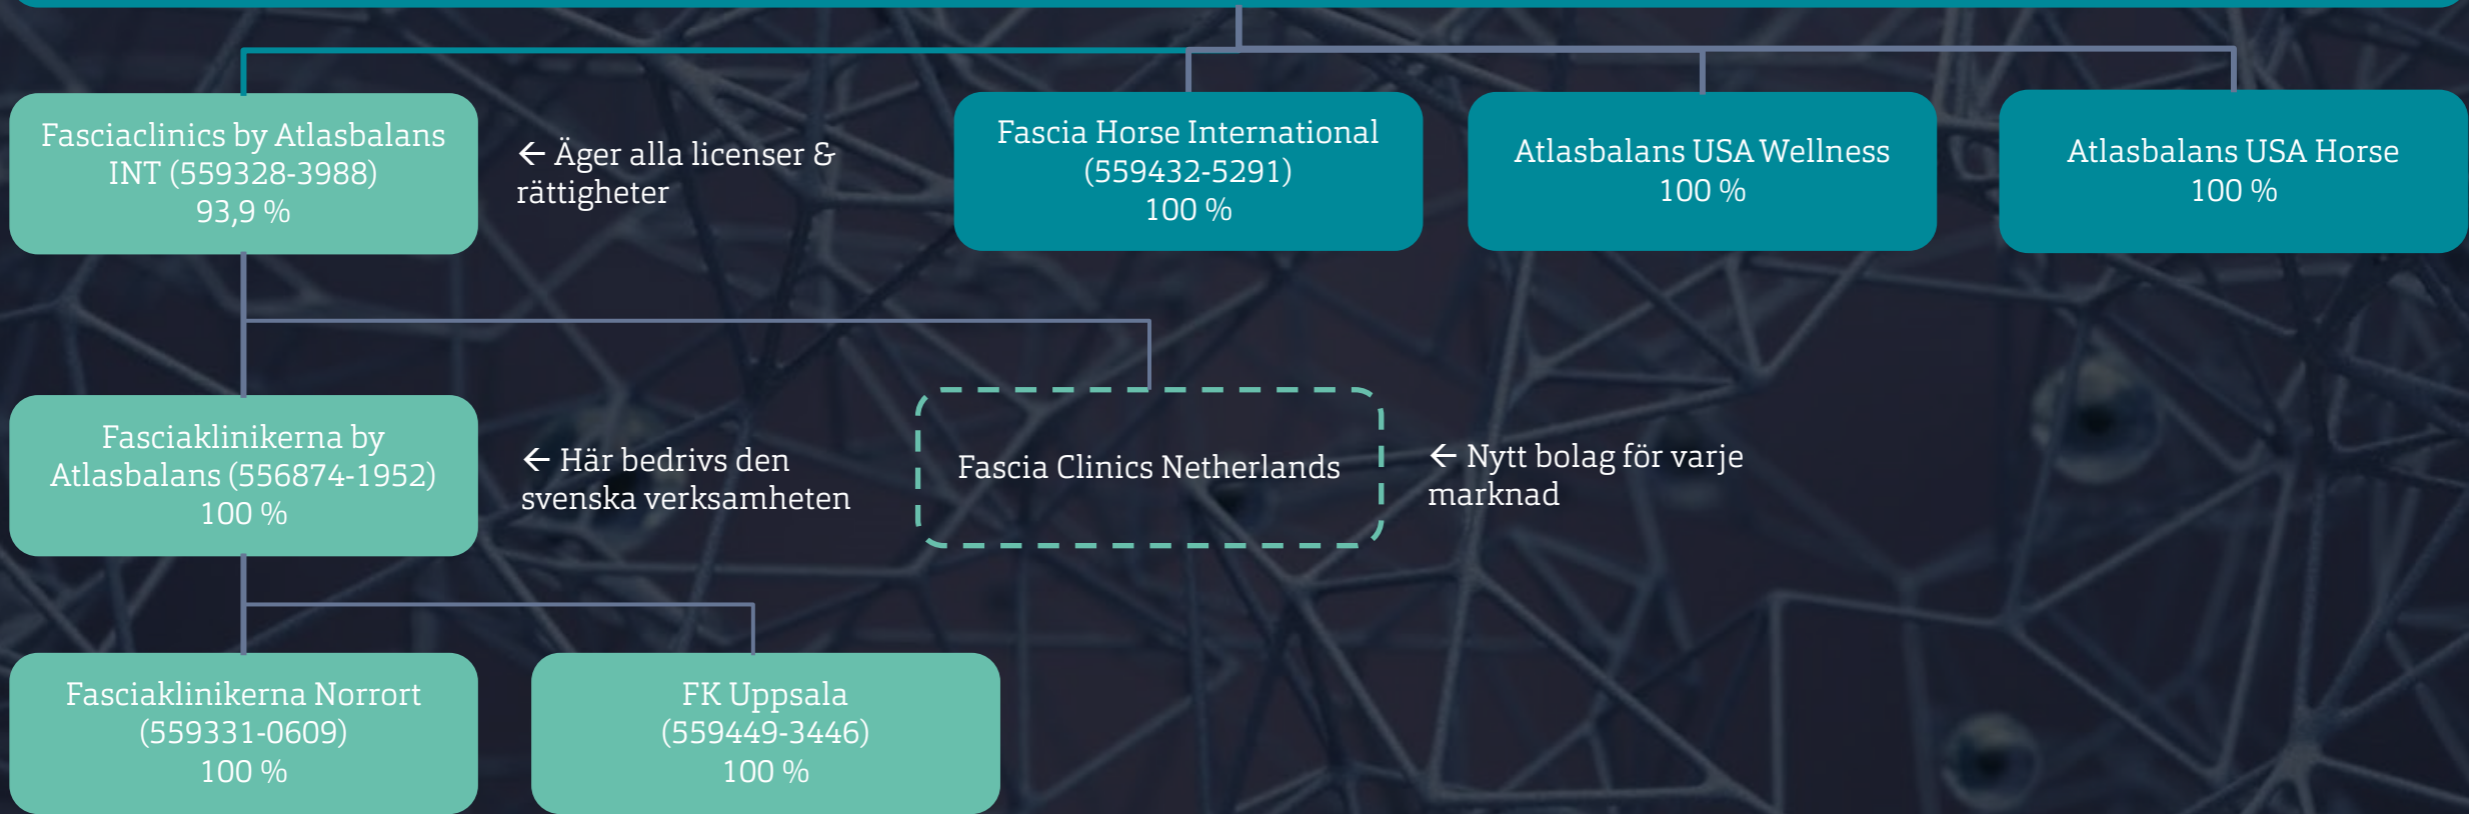 Fasciaclinics by Atlasbalans
INT (559328-3988)
93,9 %
← Äger alla licenser &
rättigheter
Fascia Horse International
(559432-5291)
100 %
Atlasbalans USA Wellness
100 %
Atlasbalans USA Horse
100 %
Fasciaklinikerna by
Atlasbalans (556874-1952)
100 %
← Här bedrivs den
svenska verksamheten
Fascia Clinics Netherlands
← Nytt bolag för varje
marknad
Fasciaklinikerna Norrort
(559331-0609)
100 %
FK Uppsala
(559449-3446)
100 %